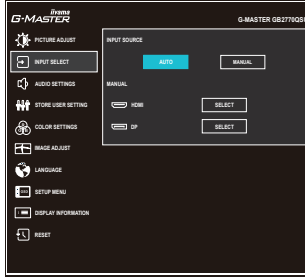 iiyama
G-MASTER
G-MASTER GB2770QSU
PICTURE ADJUST
INPUT SELECT
AUDIO SETTINGS
STORE USER SETTING
COLOR SETTINGS
IMAGE ADJUST
LANGUAGE
SETUP MENU
DISPLAY INFORMATION
RESET
INPUT SOURCE
AUTO MANUAL
MANUAL
HDMI SELECT
DP SELECT